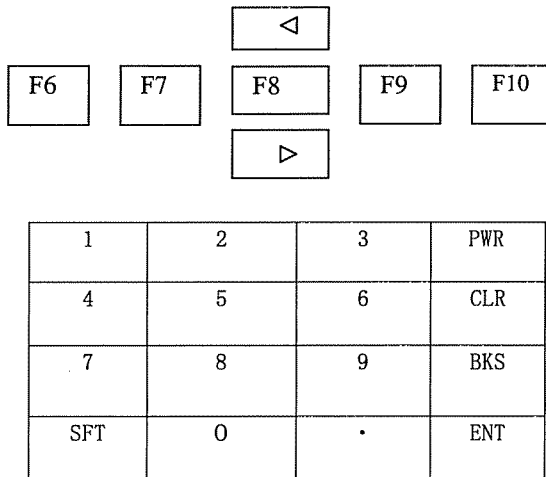 ◁
F6 F7 F8 F9 F10
▷
1 2 3 PWR
4 5 6 CLR
7 8 9 BKS
SFT 0 · ENT